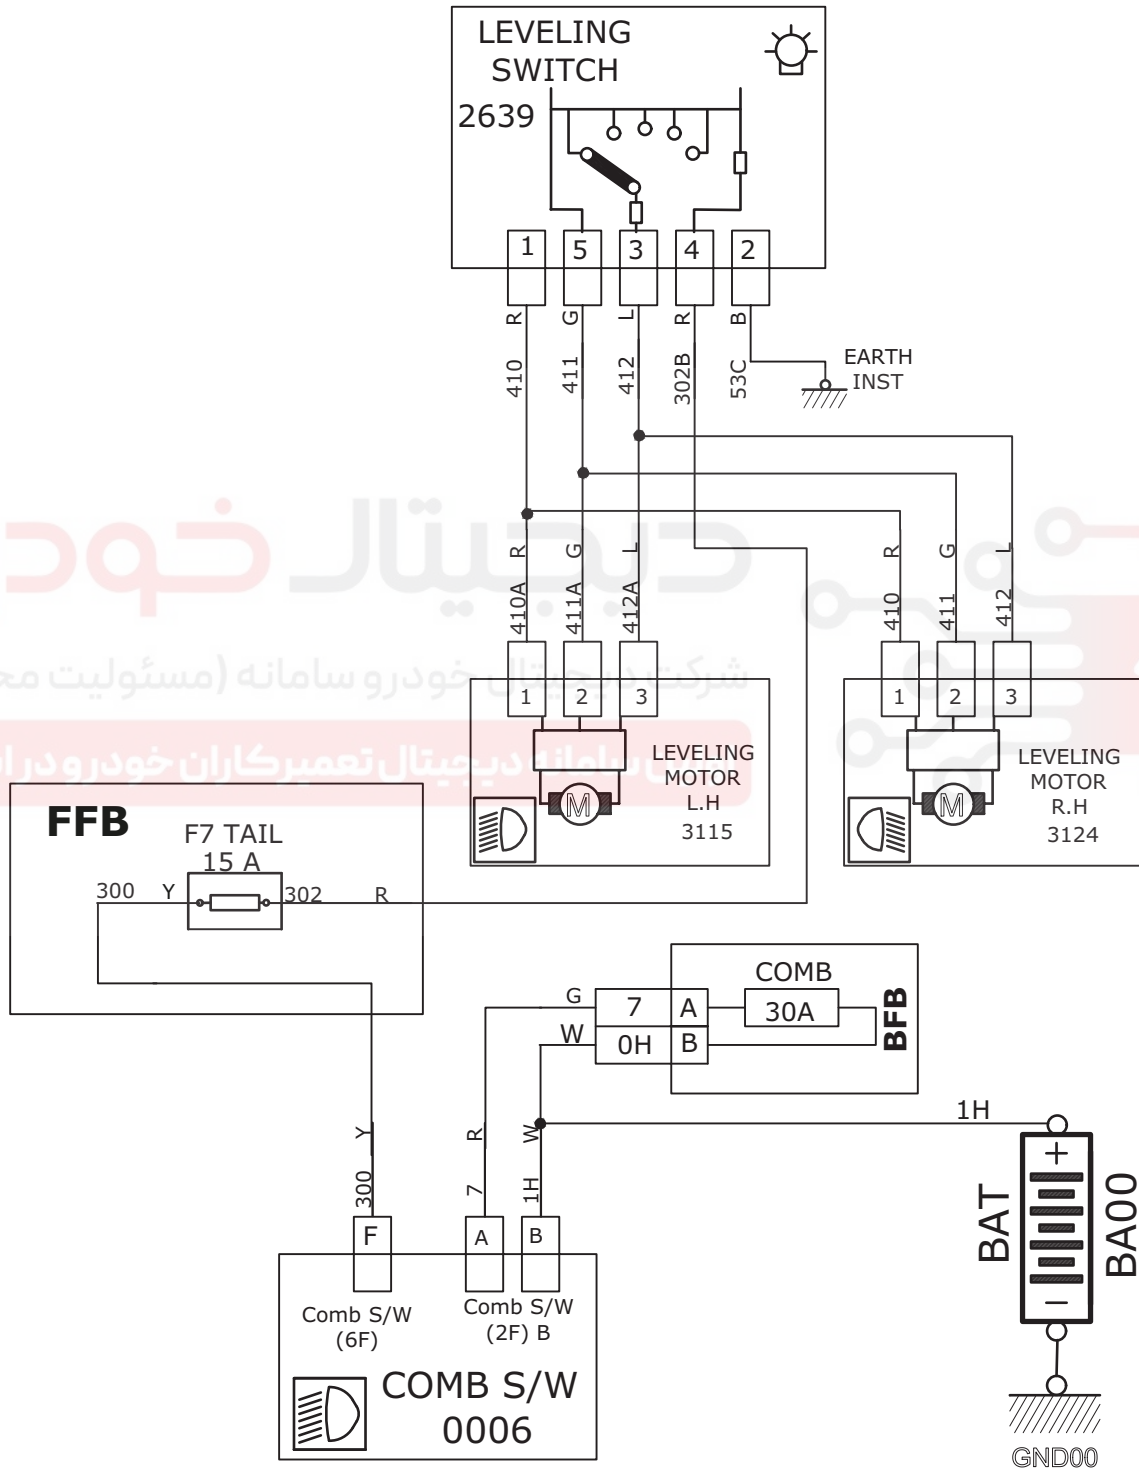 LEVELING
SWITCH
2639
1
5
3
4
2
R
G
L
R
B
410
411
412
302B
53C
EARTH
INST
دیجیتال خود
R
G
L
R
G
L
410A
411A
412A
410
411
412
شرکت دیجیتال خودرو سامانه (مسئولیت مح
1
2
3
1
2
3
سامانه دیجیتال تعمیرکاران خودرو در ا
LEVELING
MOTOR
L.H
3115
M
LEVELING
MOTOR
R.H
3124
M
FFB
F7 TAIL
15 A
300 Y
302 R
COMB
30A
BFB
G
7
A
W
0H
B
1H
Y
R
W
300
7
1H
F
A
B
Comb S/W
(6F)
Comb S/W
(2F) B
COMB S/W
0006
BAT
+
−
BA00
GND00